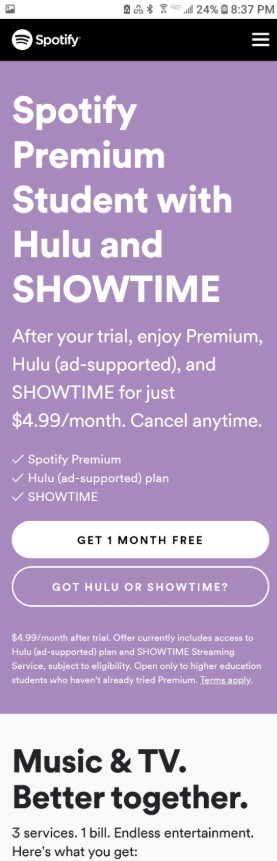 24% 8:37 PM
Spotify
Spotify
Premium
Student with
Hulu and
SHOWTIME
After your trial, enjoy Premium,
Hulu (ad-supported), and
SHOWTIME for just
$4.99/month. Cancel anytime.
Spotify Premium
Hulu (ad-supported) plan
SHOWTIME
GET 1 MONTH FREE
GOT HULU OR SHOWTIME?
$4.99/month after trial. Offer currently includes access to
Hulu (ad-supported) plan and SHOWTIME Streaming
Service, subject to eligibility. Open only to higher education
students who haven't already tried Premium. Terms apply.
Music & TV.
Better together.
3 services. 1 bill. Endless entertainment.
Here's what you get: